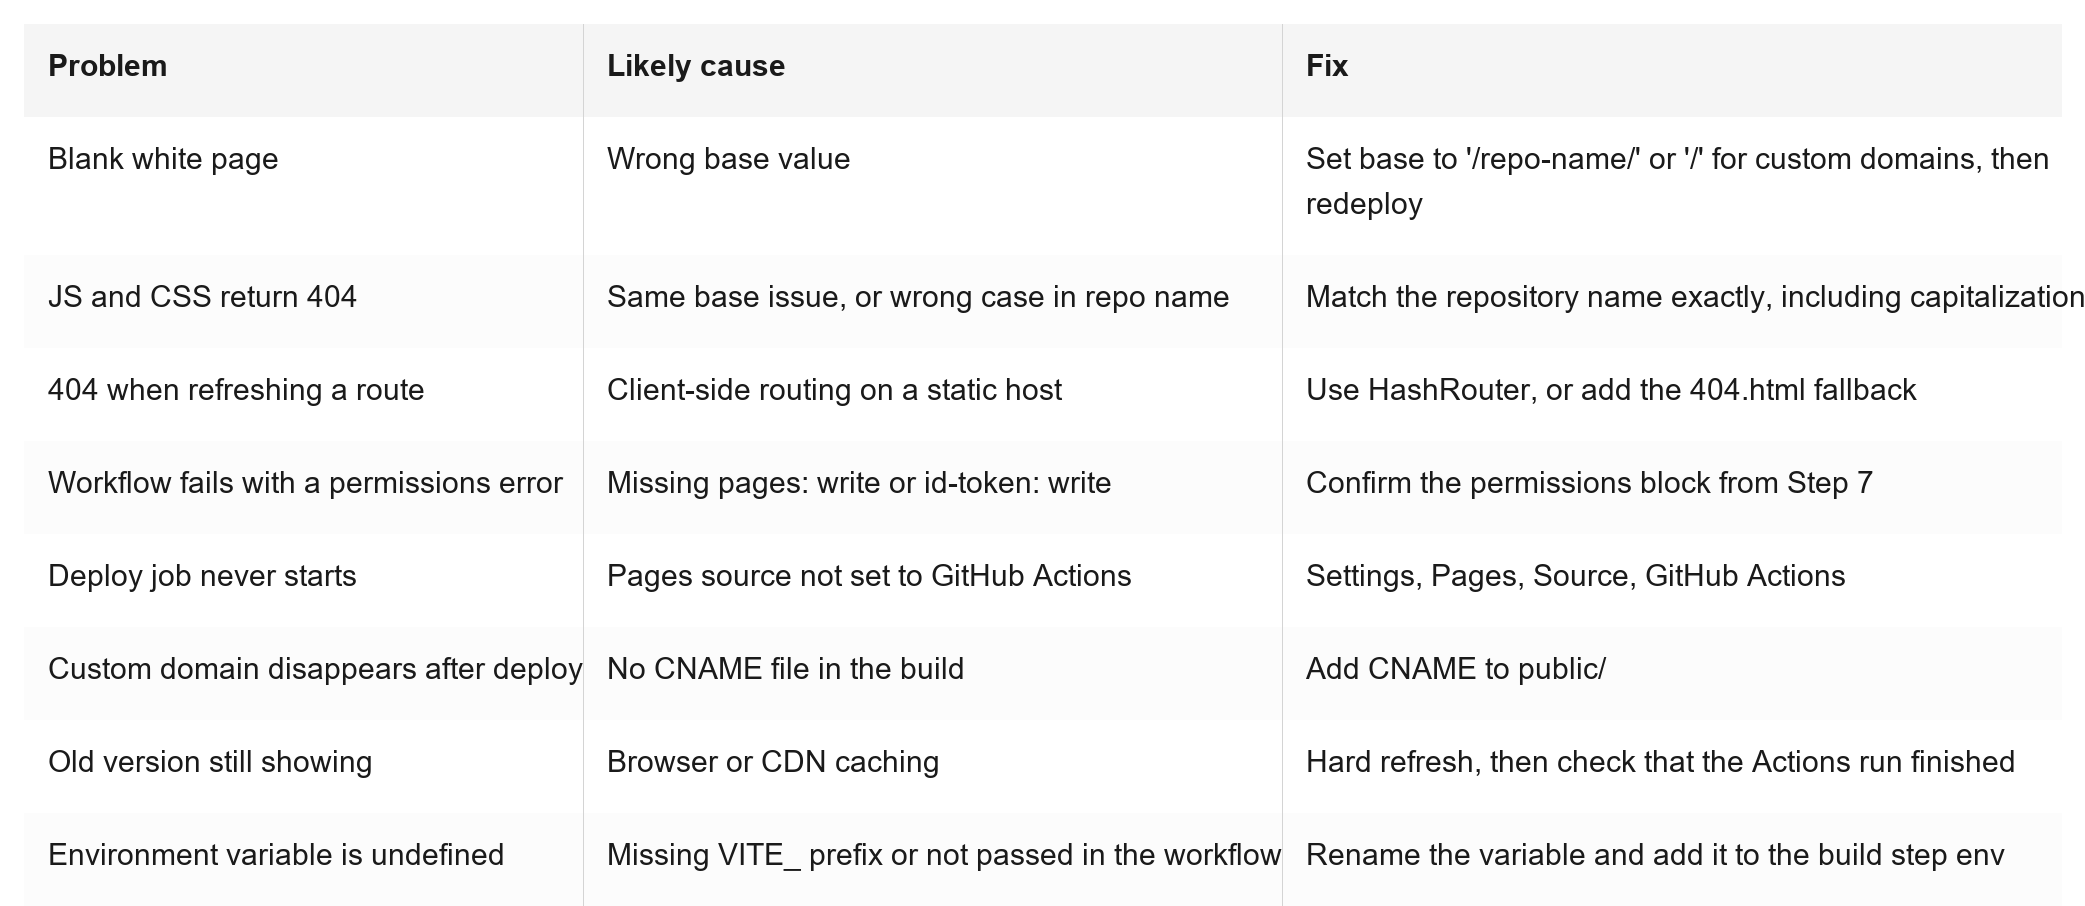 Problem Likely cause Fix
Blank white page Wrong base value Set base to '/repo-name/' or '/' for custom domains, then
redeploy
JS and CSS return 404 Same base issue, or wrong case in repo name Match the repository name exactly, including capitalization
404 when refreshing a route Client-side routing on a static host Use HashRouter, or add the 404.html fallback
Workflow fails with a permissions error Missing pages: write or id-token: write Confirm the permissions block from Step 7
Deploy job never starts Pages source not set to GitHub Actions Settings, Pages, Source, GitHub Actions
Custom domain disappears after deploy No CNAME file in the build Add CNAME to public/
Old version still showing Browser or CDN caching Hard refresh, then check that the Actions run finished
Environment variable is undefined Missing VITE_ prefix or not passed in the workflow Rename the variable and add it to the build step env